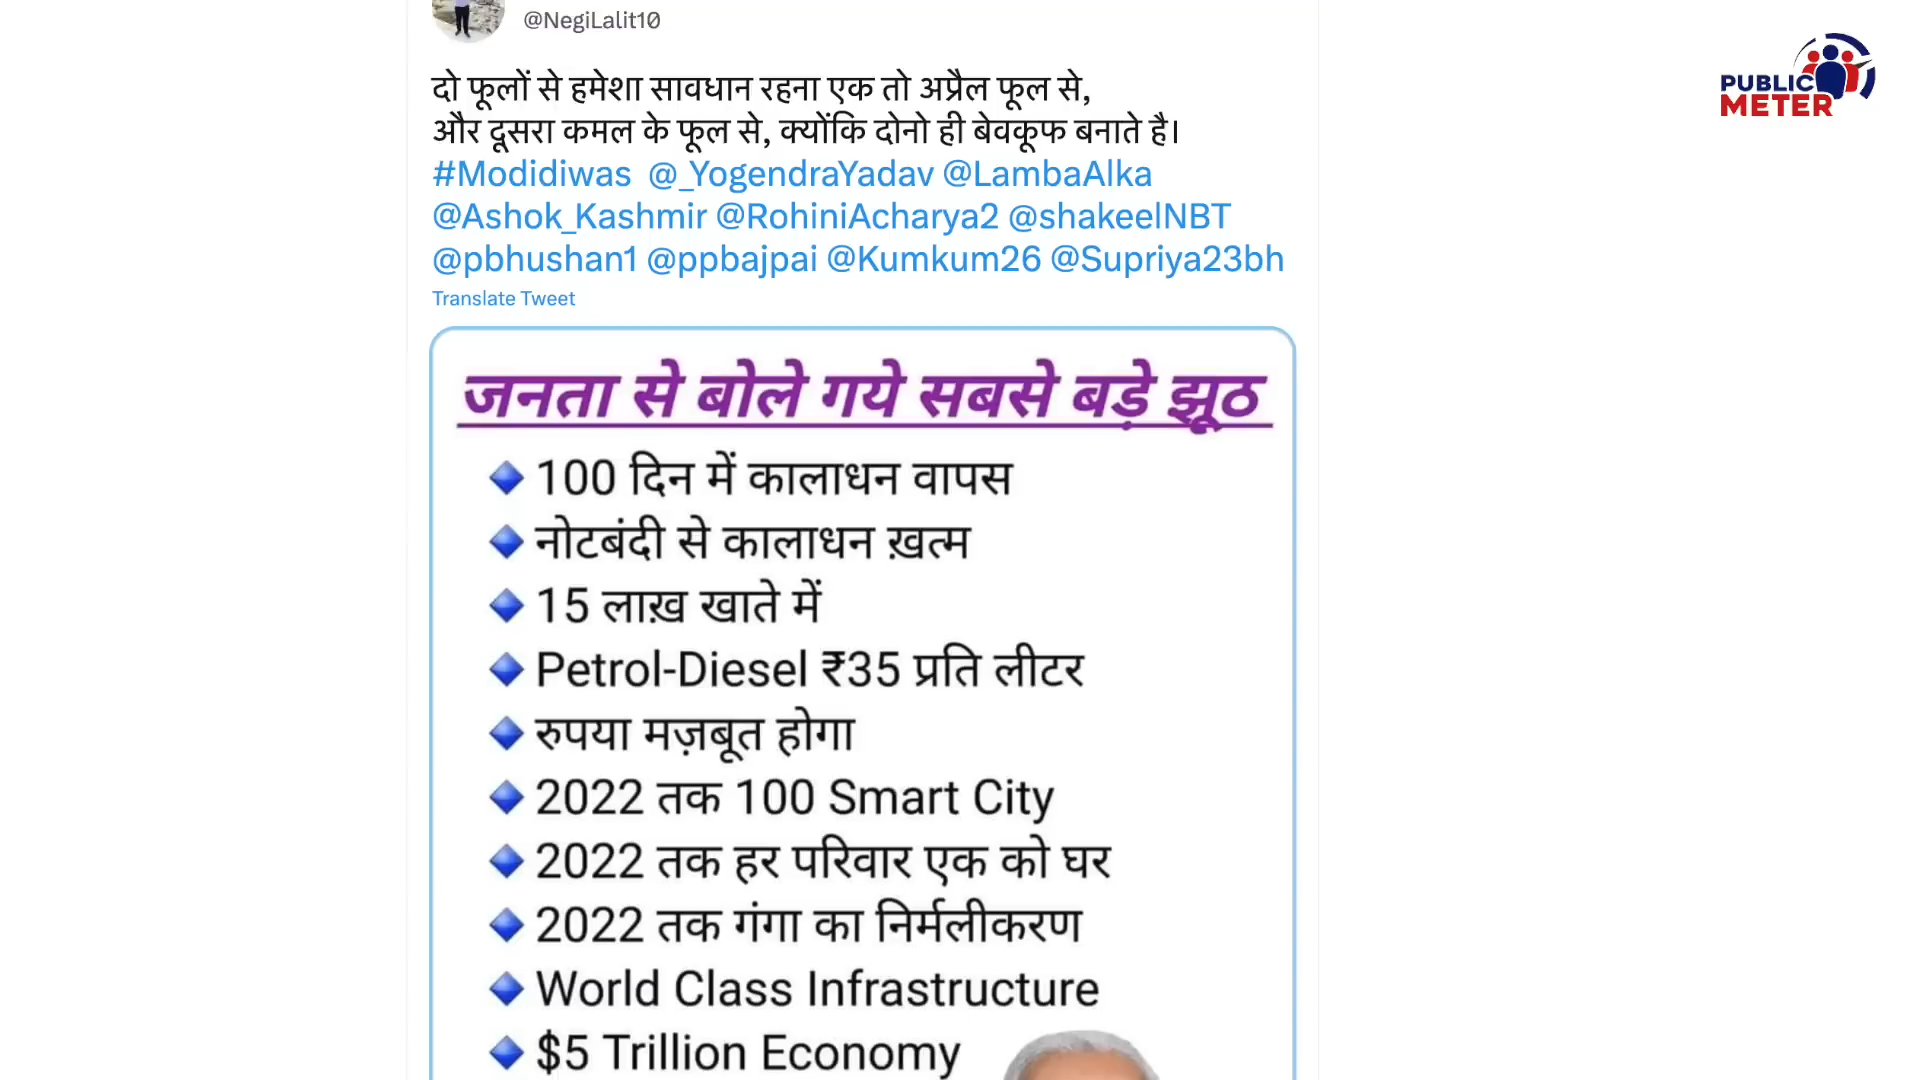 @NegiLalit10
PUBLIC
METER
दो फूलों से हमेशा सावधान रहना एक तो अप्रैल फूल से,
और दूसरा कमल के फूल से, क्योंकि दोनो ही बेवकूफ बनाते है।
#Modidiwas @_YogendraYadav @LambaAlka
@Ashok_Kashmir @RohiniAcharya2 @shakeelNBT
@pbhushan1 @ppbajpai @Kumkum26 @Supriya23bh
Translate Tweet
जनता से बोले गये सबसे बड़े झूठ
100 दिन में कालाधन वापस
नोटबंदी से कालाधन ख़त्म
15 लाख़ खाते में
Petrol-Diesel ₹35 प्रति लीटर
रुपया मज़बूत होगा
2022 तक 100 Smart City
2022 तक हर परिवार एक को घर
2022 तक गंगा का निर्मलीकरण
World Class Infrastructure
$5 Trillion Economy